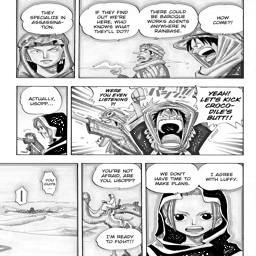 HOW
COME?!
THERE
COULD BE
BAROQUE
WORKS AGENTS
ANYWHERE IN
RAINBASE.
IF THEY FIND
OUT WE'RE
HERE, WHO
KNOWS WHAT
THEY'LL DO?!
THEY
SPECIALIZE IN
ASSASSINA-
TION.
YEAH!
LET'S KICK
CROCO-
DILE'S
BUTT!!
WERE
YOU EVEN
LISTENING
?!
ACTUALLY,
USOPP...
I AGREE
WITH LUFFY.
WE DON'T
HAVE TIME TO
MAKE PLANS.
YOU'RE NOT
AFRAID, ARE
YOU, USOPP?!
I'M READY
TO FIGHT!!
YOU
GUYS...
!